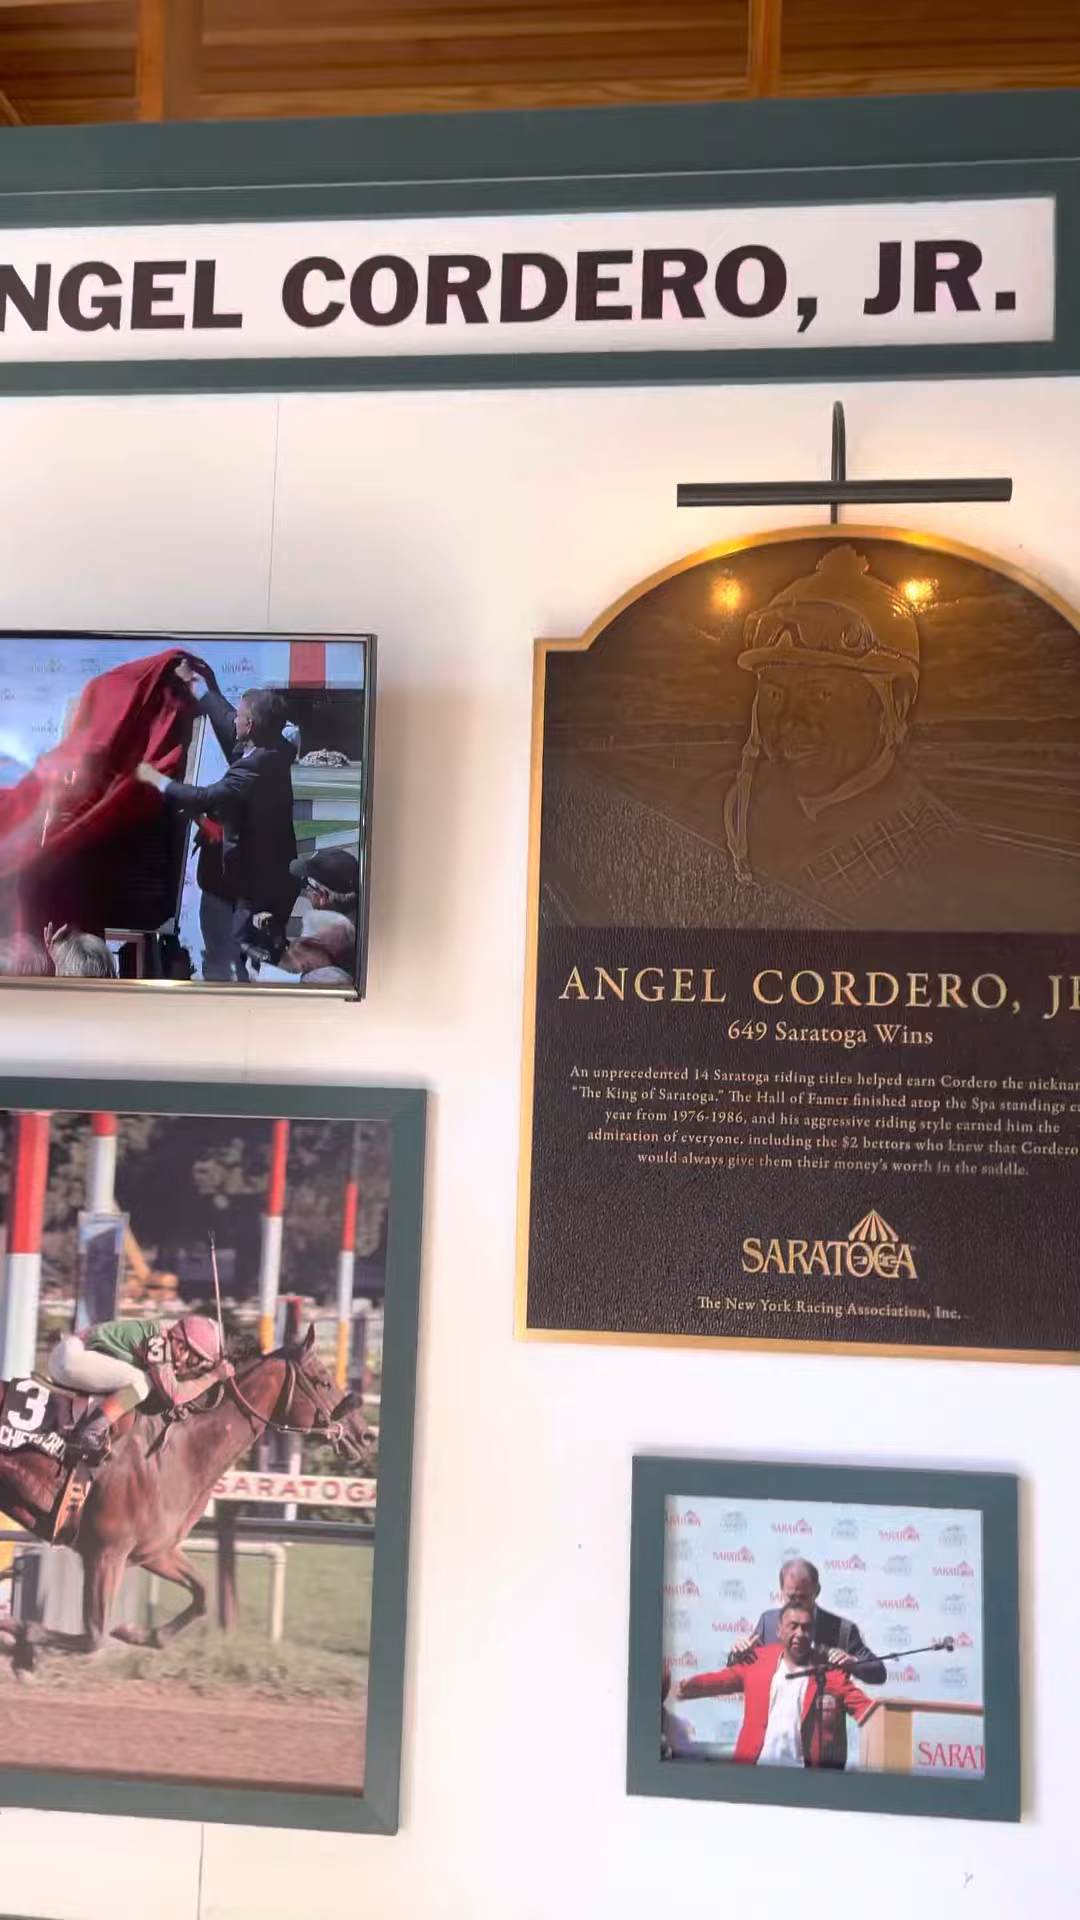 NGEL CORDERO, JR.
ANGEL CORDERO, J
649 Saratoga Wins
An unprecedented 14 Saratoga riding titles helped earn Cordero the
"The King of Saratoga." The Hall of Famer finished atop the Spa standings
year from 1976-1986, and his aggressive riding style earned him the
admiration of everyone, including the $2 bettors who knew that Cordero
would always give them their money's worth in the saddle.
SARATOGA
The New York Racing Association, Inc.
3
3
SARATOGA
SARATOGA
SARAT